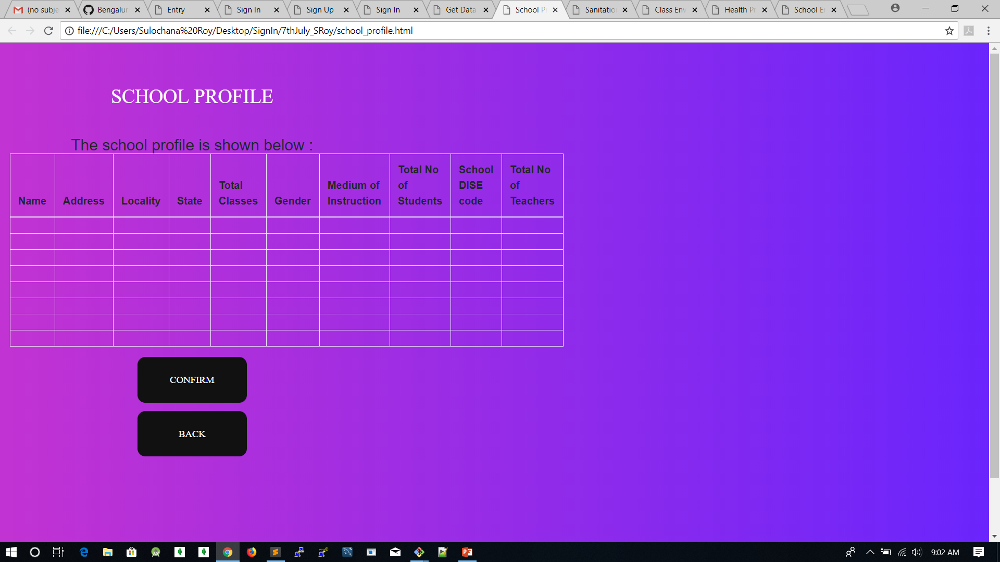 (no subje
Bengalur
Entry
Sign In
Sign Up
Sign In
Get Data
School P
Sanitatio
Class Env
Health P
School E
file:///C:/Users/Sulochana%20Roy/Desktop/SignIn/7thJuly_SRoy/school_profile.html
SCHOOL PROFILE
The school profile is shown below :
Name
Address
Locality
State
Total
Classes
Gender
Medium of
Instruction
Total No
of
Students
School
DISE
code
Total No
of
Teachers
CONFIRM
BACK
9:02 AM